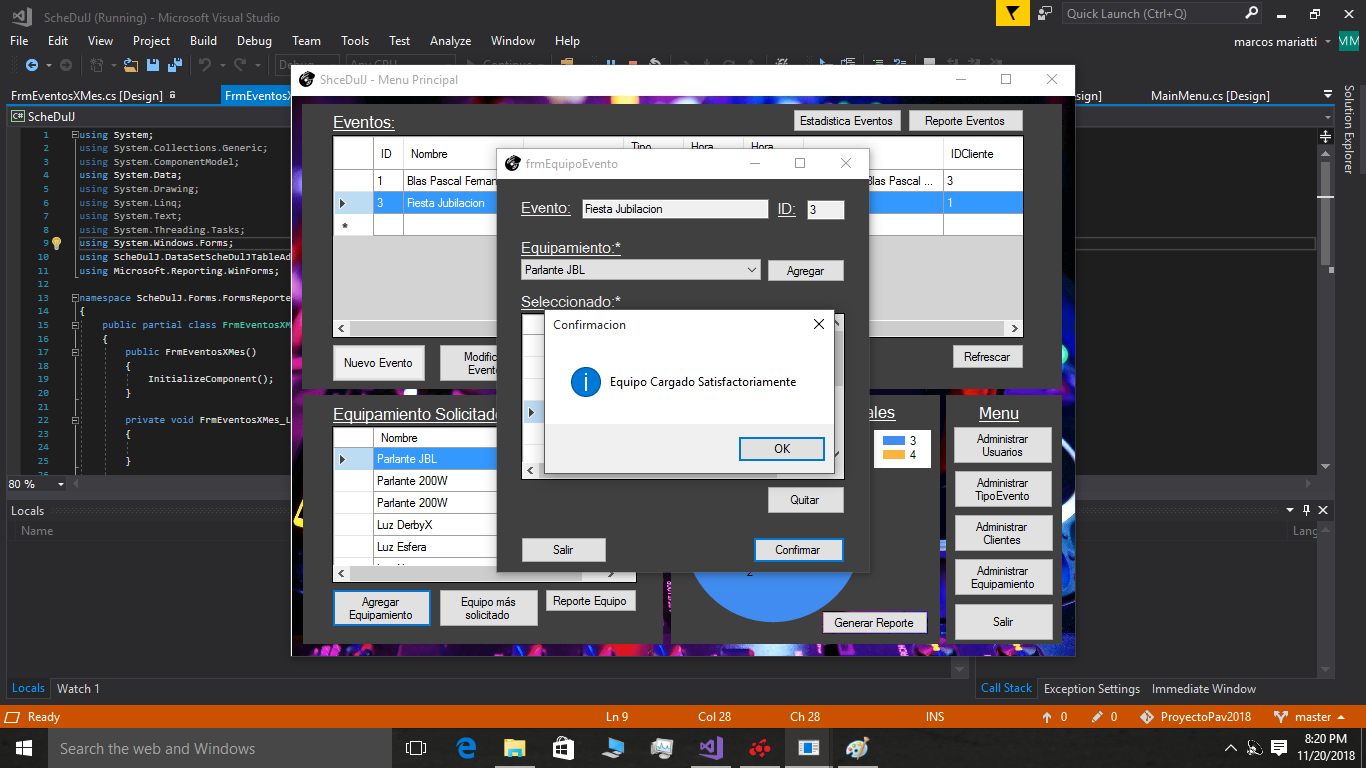 ScheDulJ (Running) - Microsoft Visual Studio
Quick Launch (Ctrl+Q)
File Edit View Project Build Debug Team Tools Test Analyze Window Help
marcos mariatti
MM
FrmEventosXMes.cs [Design]
FrmEventosX
MainMenu.cs [Design]
Solution Explorer
ScheDulJ
1 using System;
2 using System.Collections.Generic;
3 using System.ComponentModel;
4 using System.Data;
5 using System.Drawing;
6 using System.Linq;
7 using System.Text;
8 using System.Threading.Tasks;
9 using System.Windows.Forms;
10 using ScheDulJ.DataSetScheDulJTableAd
11 using Microsoft.Reporting.WinForms;
12
13 namespace ScheDulJ.Forms.FormsReporte
14 {
15 public partial class FrmEventosXM
16 {
17 public FrmEventosXMes()
18 {
19 InitializeComponent();
20 }
21
22 private void FrmEventosXMes_L
23 {
24
25 }
26
80 %
ShceDulJ - Menu Principal
Eventos:
Estadistica Eventos
Reporte Eventos
ID Nombre Tipo Hora Hora IDCliente
1 Blas Pascal Fernan Blas Pascal ... 3
3 Fiesta Jubilacion 1
Nuevo Evento
Modific
Evento
Refrescar
Equipamiento Solicitado
Nombre
Parlante JBL
Parlante 200W
Parlante 200W
Luz DerbyX
Luz Esfera
Agregar
Equipamiento
Equipo más
solicitado
Reporte Equipo
ales
3
4
2
Generar Reporte
Menu
Administrar
Usuarios
Administrar
TipoEvento
Administrar
Clientes
Administrar
Equipamiento
Salir
frmEquipoEvento
Evento: Fiesta Jubilacion ID: 3
Equipamiento:*
Parlante JBL
Agregar
Seleccionado:*
Quitar
Salir
Confirmar
Confirmacion
Equipo Cargado Satisfactoriamente
OK
Locals
Name
Lang
Locals Watch 1
Call Stack Exception Settings Immediate Window
Ready Ln 9 Col 28 Ch 28 INS 0 0 ProyectoPav2018 master
Search the web and Windows
8:20 PM
11/20/2018